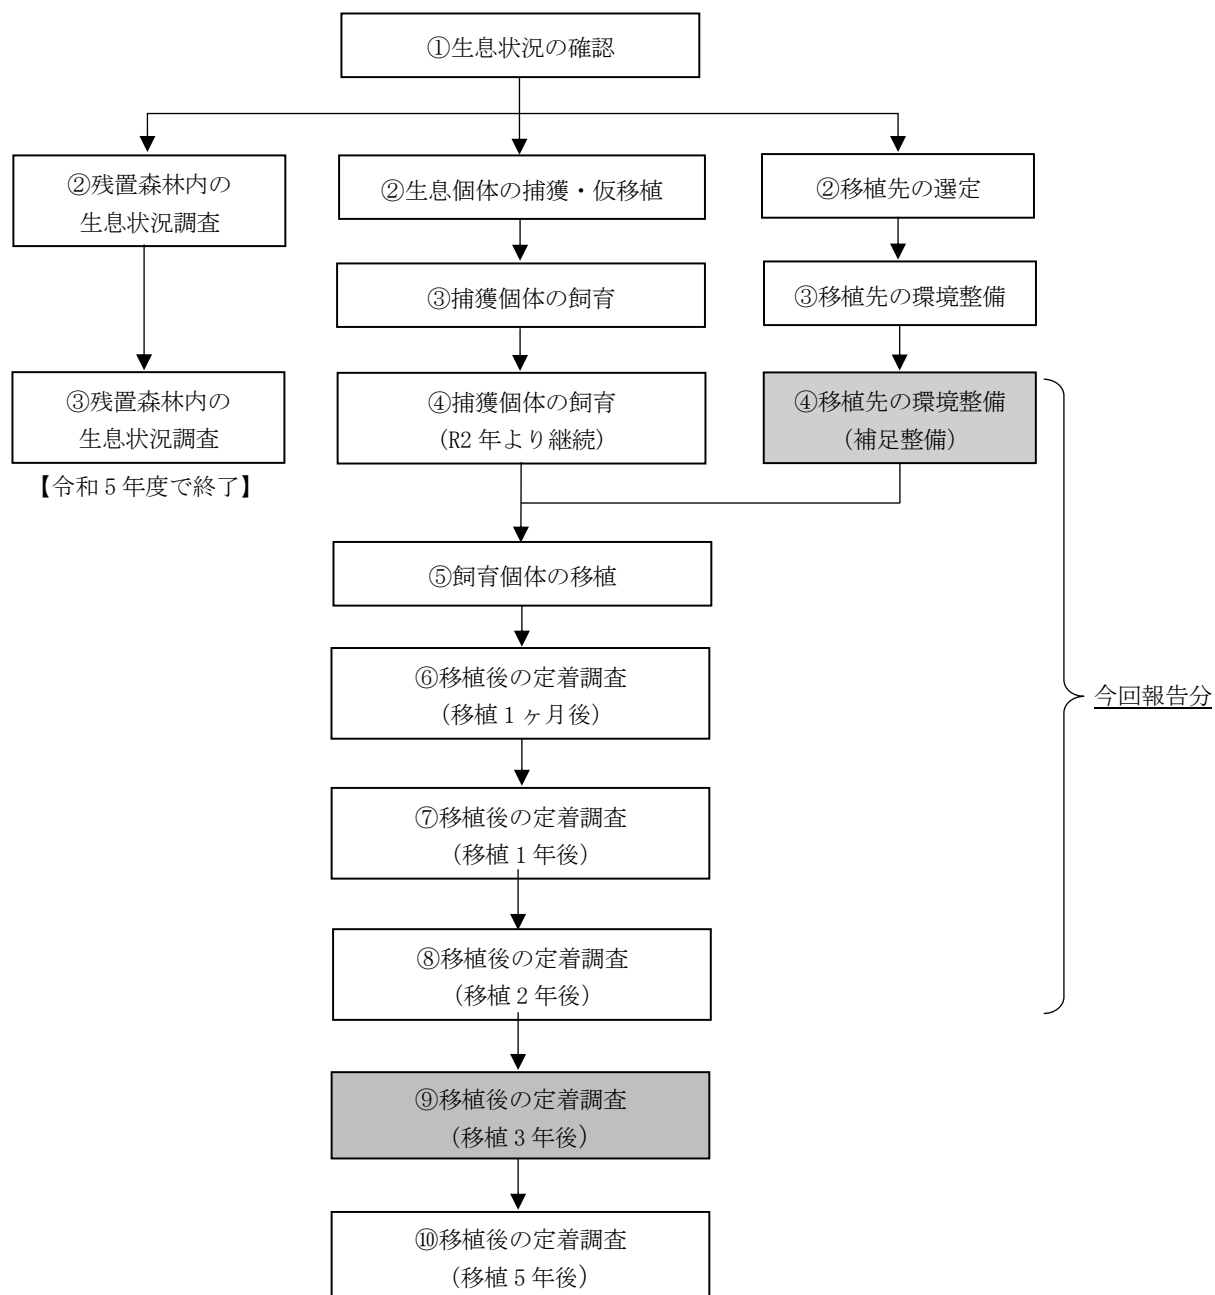 ①生息状況の確認
②残置森林内の
生息状況調査
②生息個体の捕獲・仮移植
②移植先の選定
③捕獲個体の飼育
③移植先の環境整備
③残置森林内の
生息状況調査
【令和５年度で終了】
④捕獲個体の飼育
（R2 年より継続）
④移植先の環境整備
（補足整備）
⑤飼育個体の移植
⑥移植後の定着調査
（移植１ヶ月後）
今回報告分
⑦移植後の定着調査
（移植１年後）
⑧移植後の定着調査
（移植２年後）
⑨移植後の定着調査
（移植３年後）
⑩移植後の定着調査
（移植５年後）